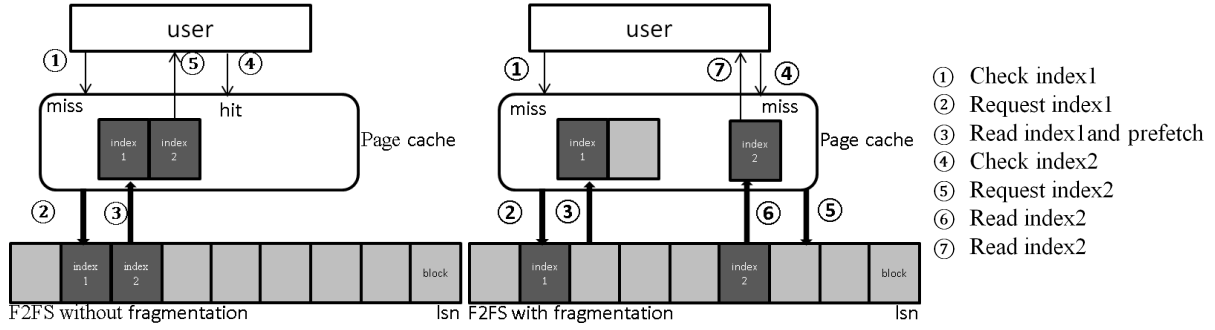 user
① ⑤ ④
miss hit
index 1 index 2
Page cache
② ③
index 1 index 2 block
F2FS without fragmentation lsn
user
① ⑦ ④
miss miss
index 1 index 2
Page cache
② ③ ⑥ ⑤
index 1 index 2 block
F2FS with fragmentation lsn
① Check index1
② Request index1
③ Read index1and prefetch
④ Check index2
⑤ Request index2
⑥ Read index2
⑦ Read index2